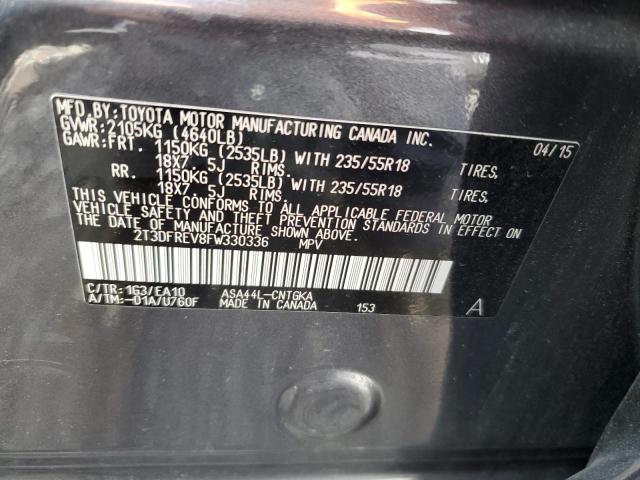 MFD.BY:TOYOTA MOTOR MANUFACTURING CANADA INC.
GVWR:2105KG (4640LB) 04/15
GAWR:FRT. 1150KG (2535LB) WITH 235/55R18 TIRES,
18X7 .5J RIMS.
RR. 1150KG (2535LB) WITH 235/55R18 TIRES,
18X7 .5J RIMS.
THIS VEHICLE CONFORMS TO ALL APPLICABLE FEDERAL MOTOR
VEHICLE SAFETY AND THEFT PREVENTION STANDARDS IN EFFECT
ON THE DATE OF MANUFACTURE SHOWN ABOVE.
2T3DFREV8FW330336 MPV
C/TR:1G3/EA10 ASA44L-CNTGKA
A/TM:-01A/U760F MADE IN CANADA 153 A